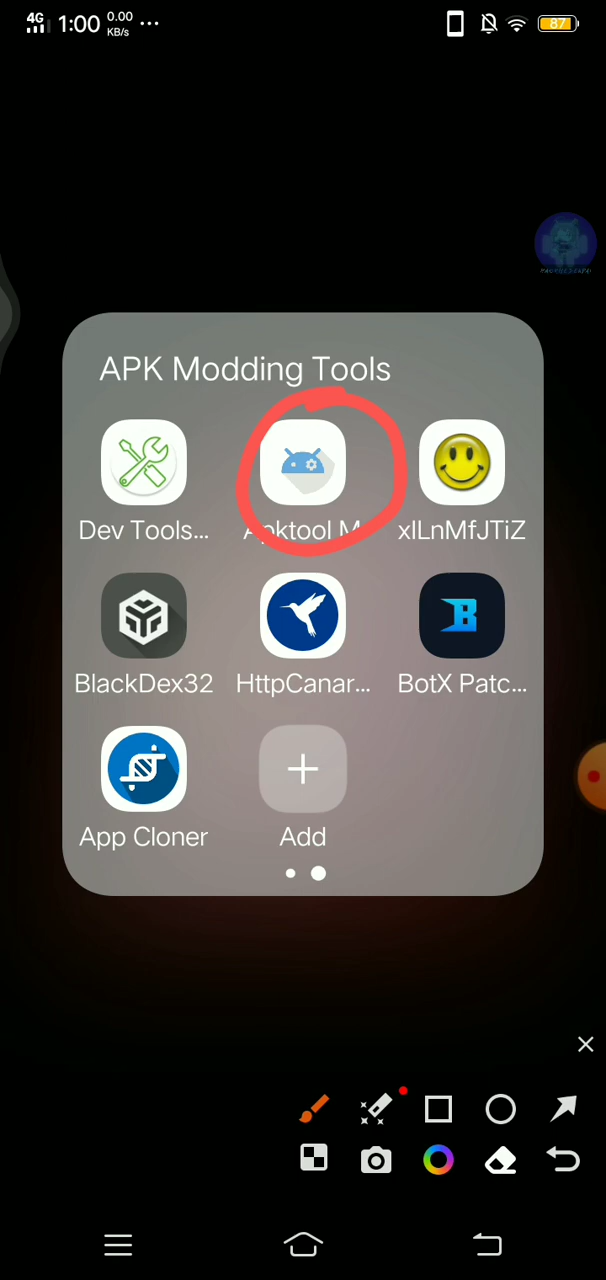 4G
1:00
0.00
KB/s
87
APK Modding Tools
Dev Tools...
Apktool M
xlLnMfJTiZ
BlackDex32
HttpCanar...
BotX Patc...
App Cloner
Add